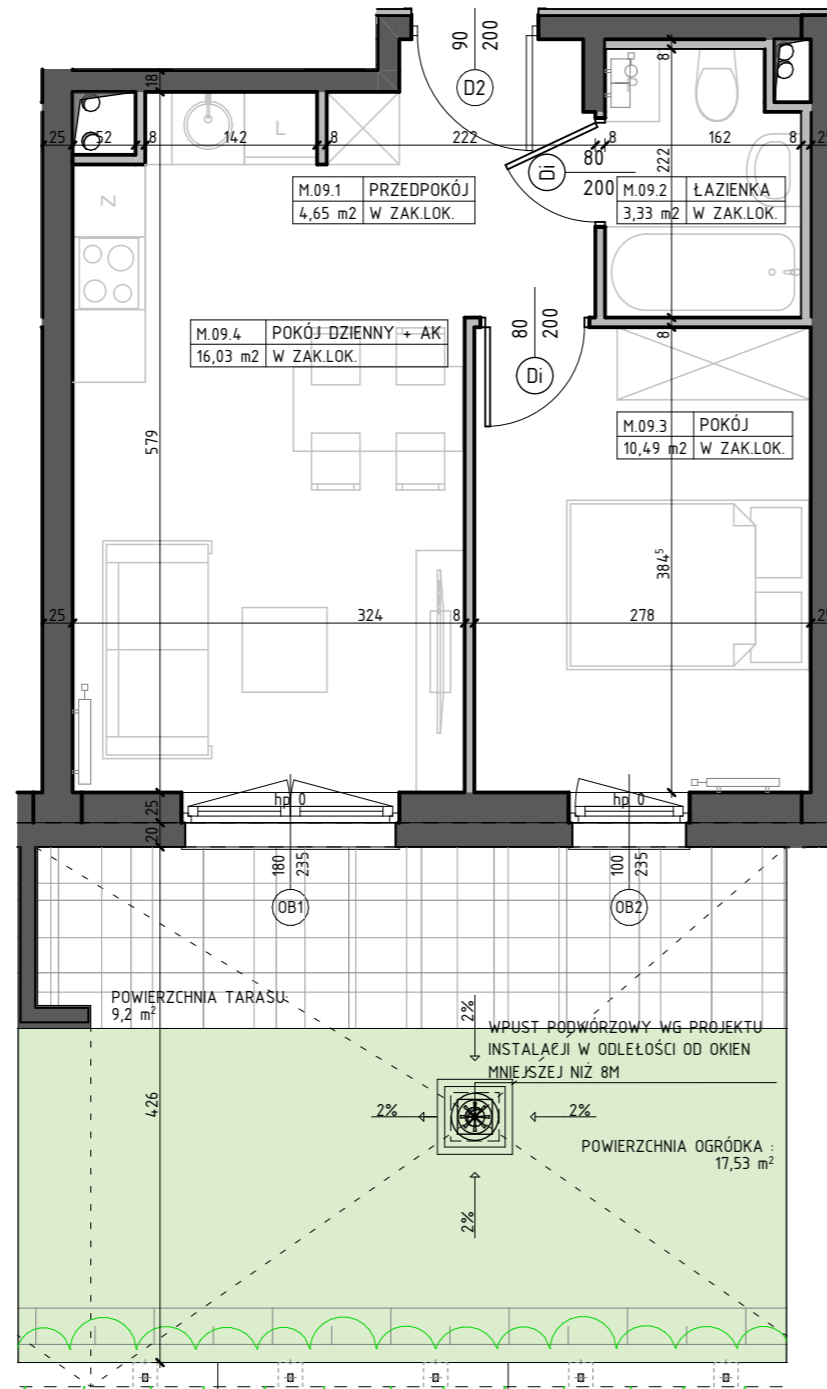 90
200
D2
18
8
25
52
8
142
8
222
8
162
8
25
L
80
200
Di
222
M.09.1 PRZEDPOKÓJ
4,65 m2 W ZAK.LOK.
M.09.2 ŁAZIENKA
3,33 m2 W ZAK.LOK.
N
M.09.4 POKÓJ DZIENNY + AK
16,03 m2 W ZAK.LOK.
80
200
Di
8
M.09.3 POKÓJ
10,49 m2 W ZAK.LOK.
579
384⁵
25
324
8
278
hp 0
hp 0
25
20
180
235
100
235
OB1
OB2
POWIERZCHNIA TARASU:
9,2 m²
2%
WPUST PODWÓRZOWY WG PROJEKTU
INSTALACJI W ODLEŁOŚCI OD OKIEN
MNIEJSZEJ NIŻ 8M
426
2%
2%
POWIERZCHNIA OGRÓDKA :
17,53 m²
2%